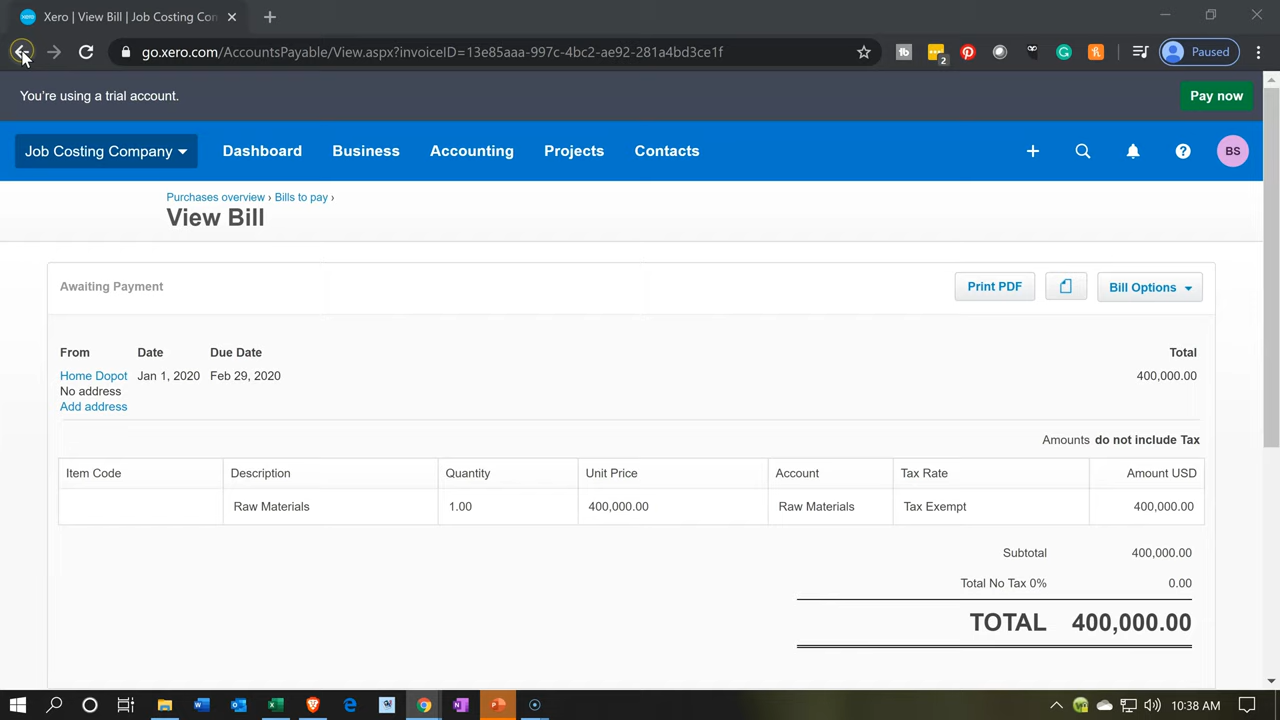 Xero | View Bill | Job Costing Con
go.xero.com/AccountsPayable/View.aspx?invoiceID=13e85aaa-997c-4bc2-ae92-281a4bd3ce1f
2
Paused
You're using a trial account.
Pay now
Job Costing Company
Dashboard
Business
Accounting
Projects
Contacts
BS
Purchases overview › Bills to pay ›
View Bill
Awaiting Payment
Print PDF
Bill Options
From Date Due Date Total
Home Dopot Jan 1, 2020 Feb 29, 2020 400,000.00
No address
Add address
Amounts do not include Tax
Item Code Description Quantity Unit Price Account Tax Rate Amount USD
Raw Materials 1.00 400,000.00 Raw Materials Tax Exempt 400,000.00
Subtotal 400,000.00
Total No Tax 0% 0.00
TOTAL 400,000.00
10:38 AM